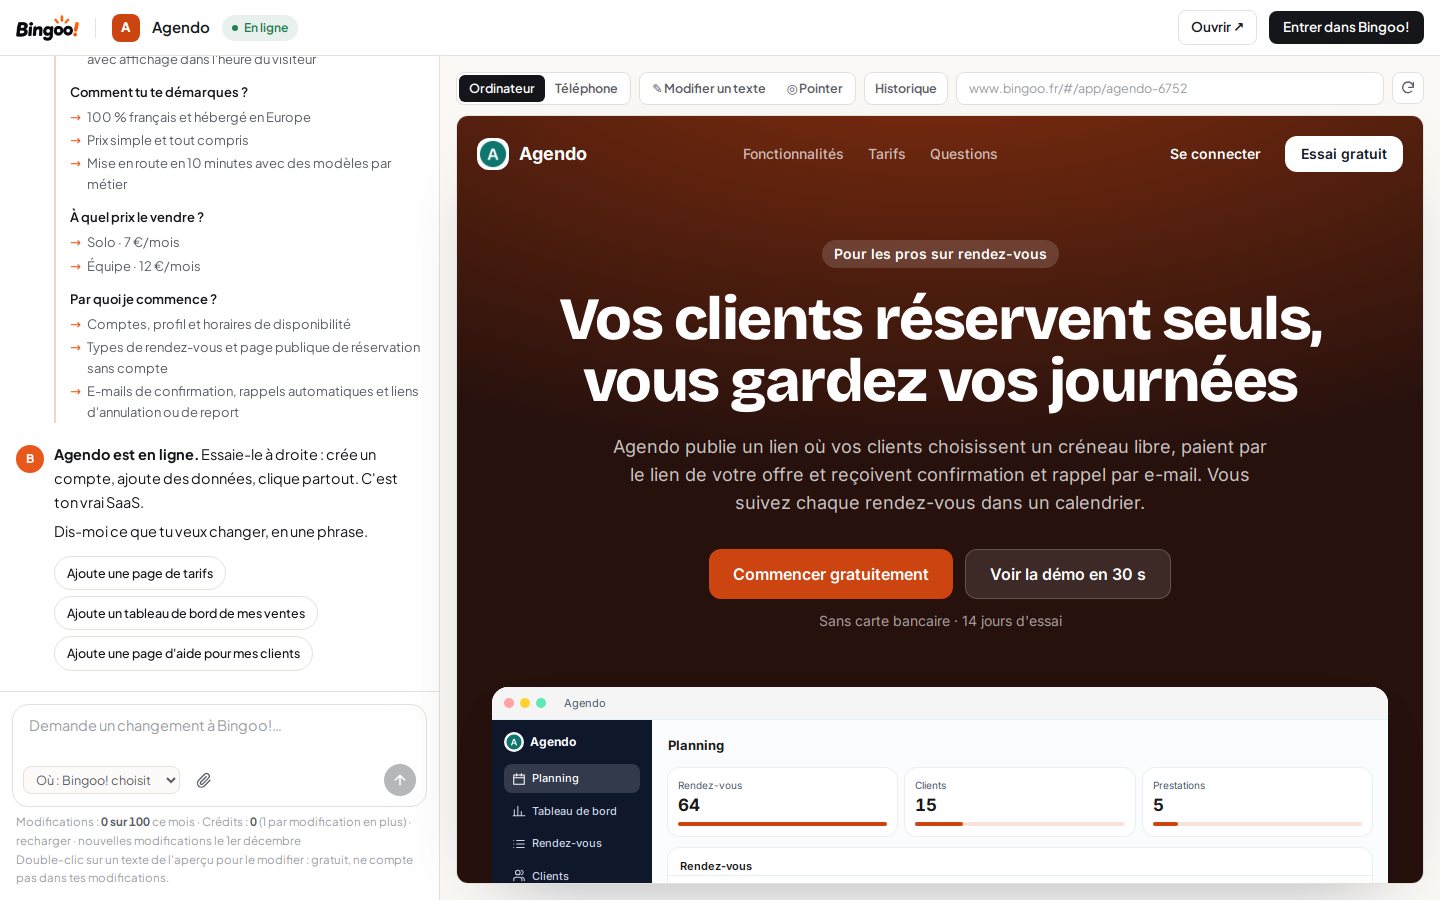 Bingoo!
A
Agendo
En ligne
Ouvrir ↗
Entrer dans Bingoo!
avec affichage dans l'heure du visiteur
Comment tu te démarques ?
→ 100 % français et hébergé en Europe
→ Prix simple et tout compris
→ Mise en route en 10 minutes avec des modèles par
métier
À quel prix le vendre ?
→ Solo · 7 €/mois
→ Équipe · 12 €/mois
Par quoi je commence ?
→ Comptes, profil et horaires de disponibilité
→ Types de rendez-vous et page publique de réservation
sans compte
→ E-mails de confirmation, rappels automatiques et liens
d'annulation ou de report
B
Agendo est en ligne. Essaie-le à droite : crée un
compte, ajoute des données, clique partout. C'est
ton vrai SaaS.
Dis-moi ce que tu veux changer, en une phrase.
Ajoute une page de tarifs
Ajoute un tableau de bord de mes ventes
Ajoute une page d'aide pour mes clients
Demande un changement à Bingoo!...
Où : Bingoo! choisit
Modifications : 0 sur 100 ce mois · Crédits : 0 (1 par modification en plus) ·
recharger · nouvelles modifications le 1er décembre
Double-clic sur un texte de l'aperçu pour le modifier : gratuit, ne compte
pas dans tes modifications.
Ordinateur
Téléphone
✎ Modifier un texte
◎ Pointer
Historique
www.bingoo.fr/#/app/agendo-6752
A
Agendo
Fonctionnalités
Tarifs
Questions
Se connecter
Essai gratuit
Pour les pros sur rendez-vous
Vos clients réservent seuls,
vous gardez vos journées
Agendo publie un lien où vos clients choisissent un créneau libre, paient par
le lien de votre offre et reçoivent confirmation et rappel par e-mail. Vous
suivez chaque rendez-vous dans un calendrier.
Commencer gratuitement
Voir la démo en 30 s
Sans carte bancaire · 14 jours d'essai
Agendo
A
Agendo
Planning
Tableau de bord
Rendez-vous
Clients
Planning
Rendez-vous
64
Clients
15
Prestations
5
Rendez-vous